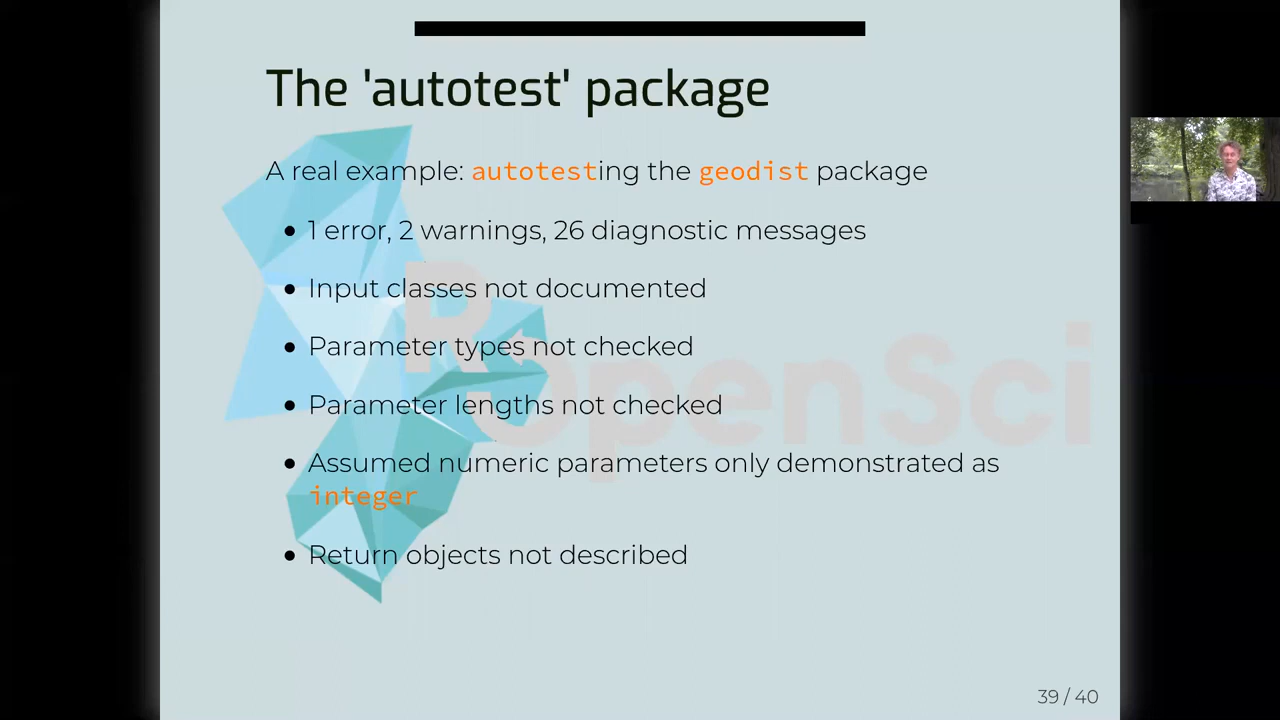 The 'autotest' package
A real example: autotesting the geodist package
1 error, 2 warnings, 26 diagnostic messages
Input classes not documented
Parameter types not checked
Parameter lengths not checked
Assumed numeric parameters only demonstrated as
integer
Return objects not described
R
OpenSci
39 / 40